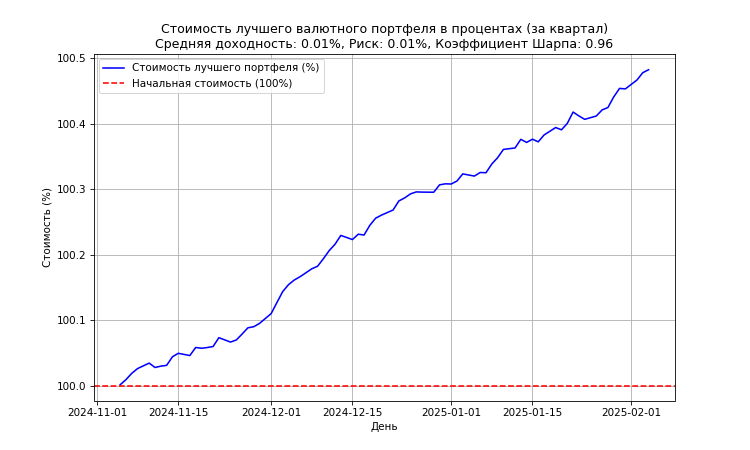 Стоимость лучшего валютного портфеля в процентах (за квартал)
Средняя доходность: 0.01%, Риск: 0.01%, Коэффициент Шарпа: 0.96
Стоимость лучшего портфеля (%)
Начальная стоимость (100%)
Стоимость (%)
100.5
100.4
100.3
100.2
100.1
100.0
2024-11-01 2024-11-15 2024-12-01 2024-12-15 2025-01-01 2025-01-15 2025-02-01
День